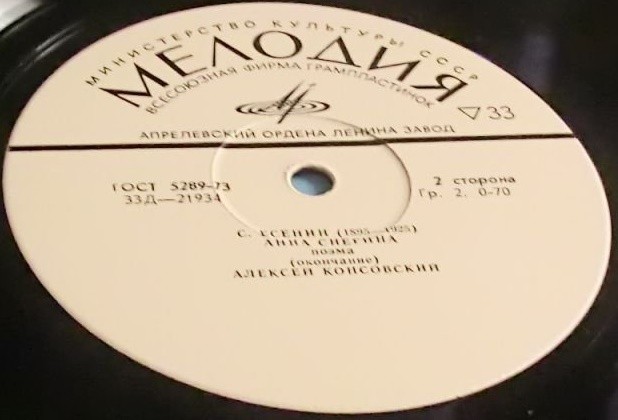 МИНИСТЕРСТВО КУЛЬТУРЫ СССР
МЕЛОДИЯ
ВСЕСОЮЗНАЯ ФИРМА ГРАМПЛАСТИНОК
33
АПРЕЛЕВСКИЙ ОРДЕНА ЛЕНИНА ЗАВОД
ГОСТ 5289-73
33Д—21934
2 сторона
Гр. 2. 0-70
С. ЕСЕНИН (1895—1925)
АННА СНЕГИНА
поэма
(окончание)
АЛЕКСЕЙ КОНСОВСКИЙ